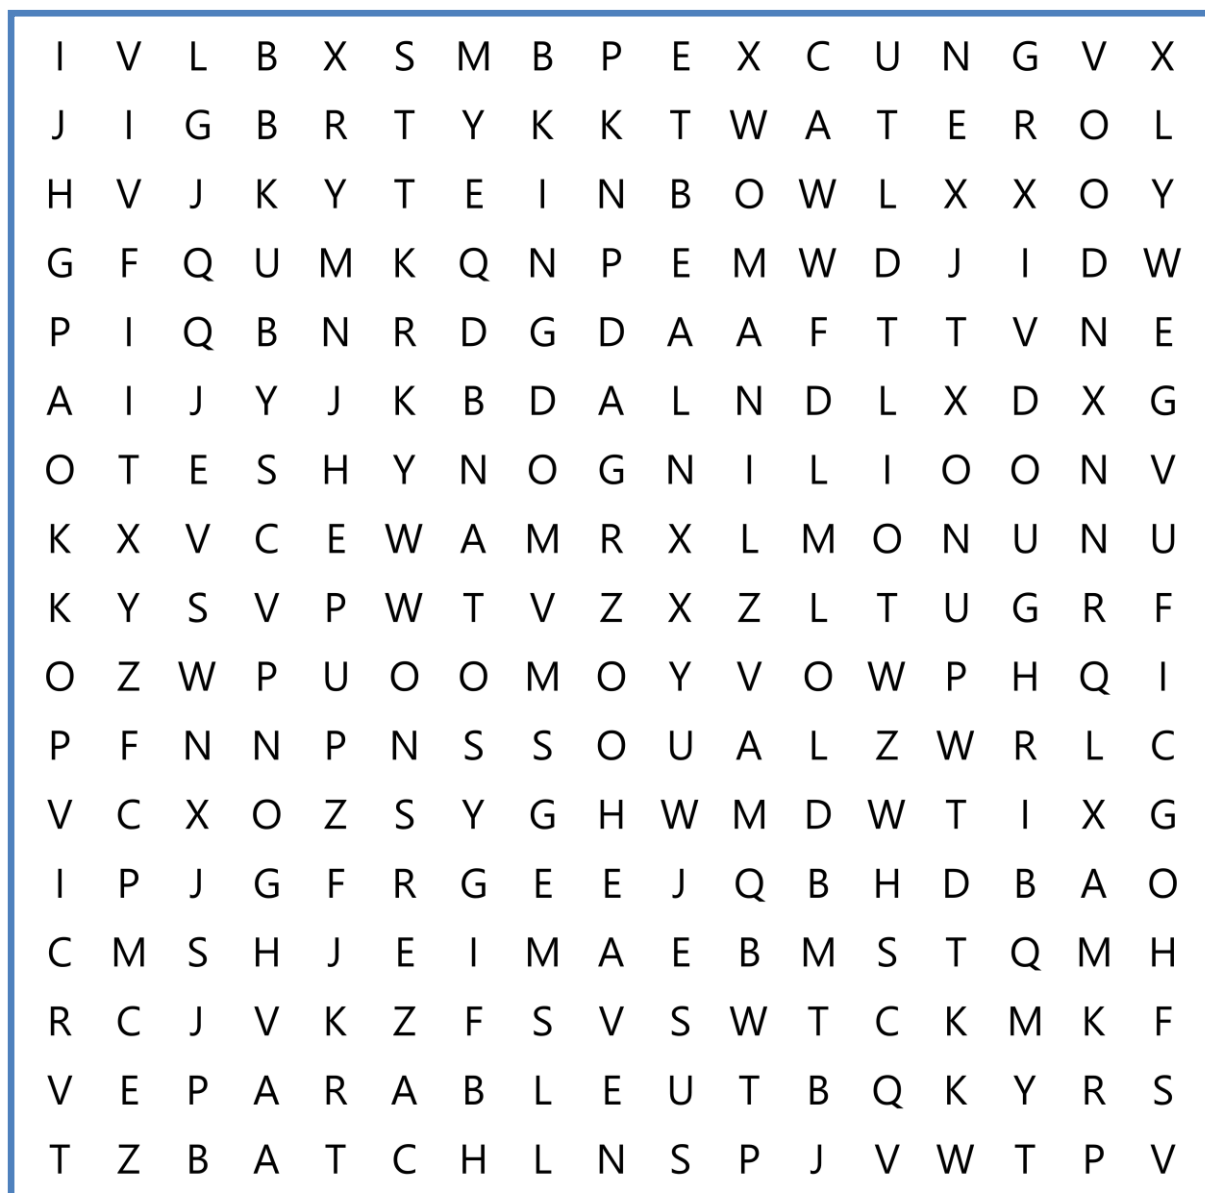 I V L B X S M B P E X C U N G V X
J I G B R T Y K K T W A T E R O L
H V J K Y T E I N B O W L X X O Y
G F Q U M K Q N P E M W D J I D W
P I Q B N R D G D A A F T T V N E
A I J Y J K B D A L N D L X D X G
O T E S H Y N O G N I L I O O N V
K X V C E W A M R X L M O N U N U
K Y S V P W T V Z X Z L T U G R F
O Z W P U O O M O Y V O W P H Q I
P F N N P N S S O U A L Z W R L C
V C X O Z S Y G H W M D W T I X G
I P J G F R G E E J Q B H D B A O
C M S H J E I M A E B M S T Q M H
R C J V K Z F S V S W T C K M K F
V E P A R A B L E U T B Q K Y R S
T Z B A T C H L N S P J V W T P V